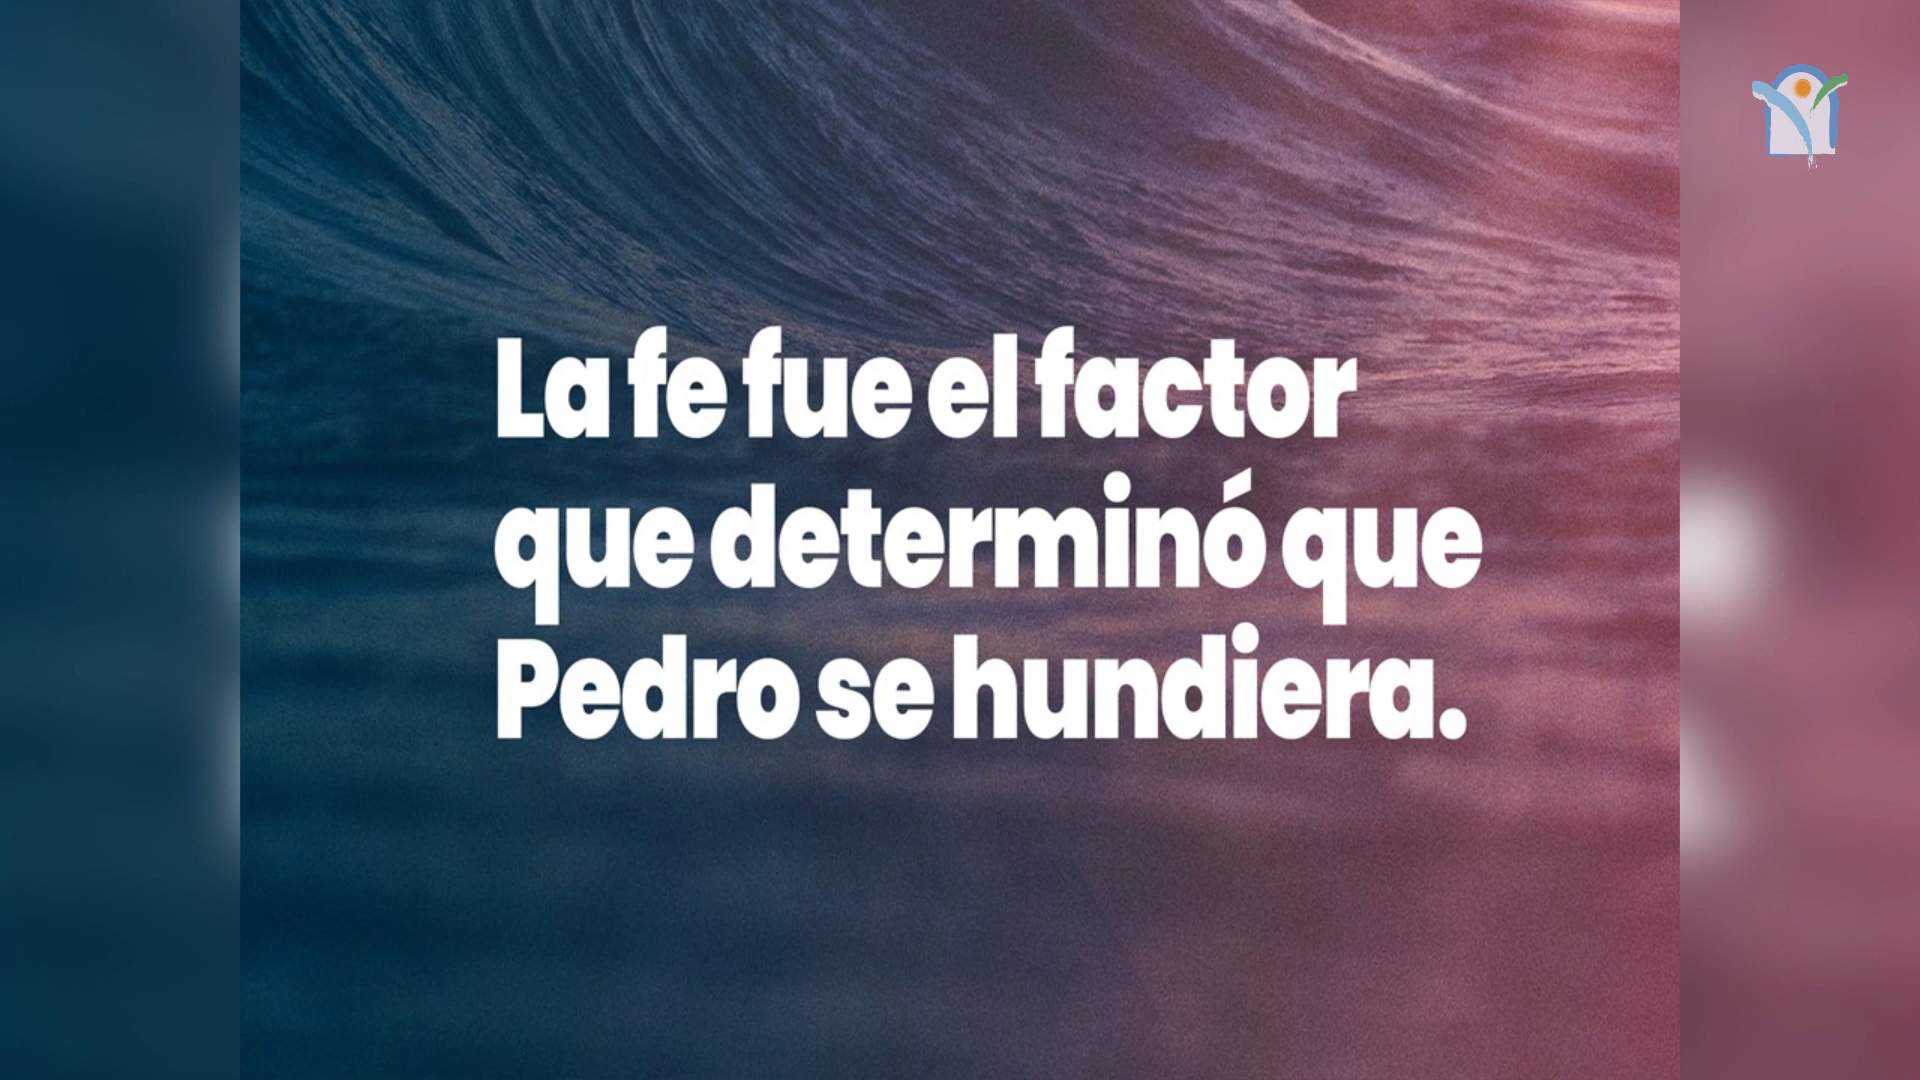 La fe fue el factor
que determinó que
Pedro se hundiera.